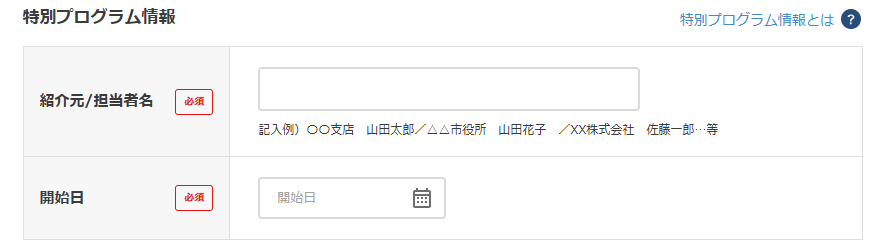 特別プログラム情報
特別プログラム情報とは ?
紹介元/担当者名 必須
記入例）〇〇支店　山田太郎／△△市役所　山田花子　／XX株式会社　佐藤一郎…等
開始日 必須
開始日